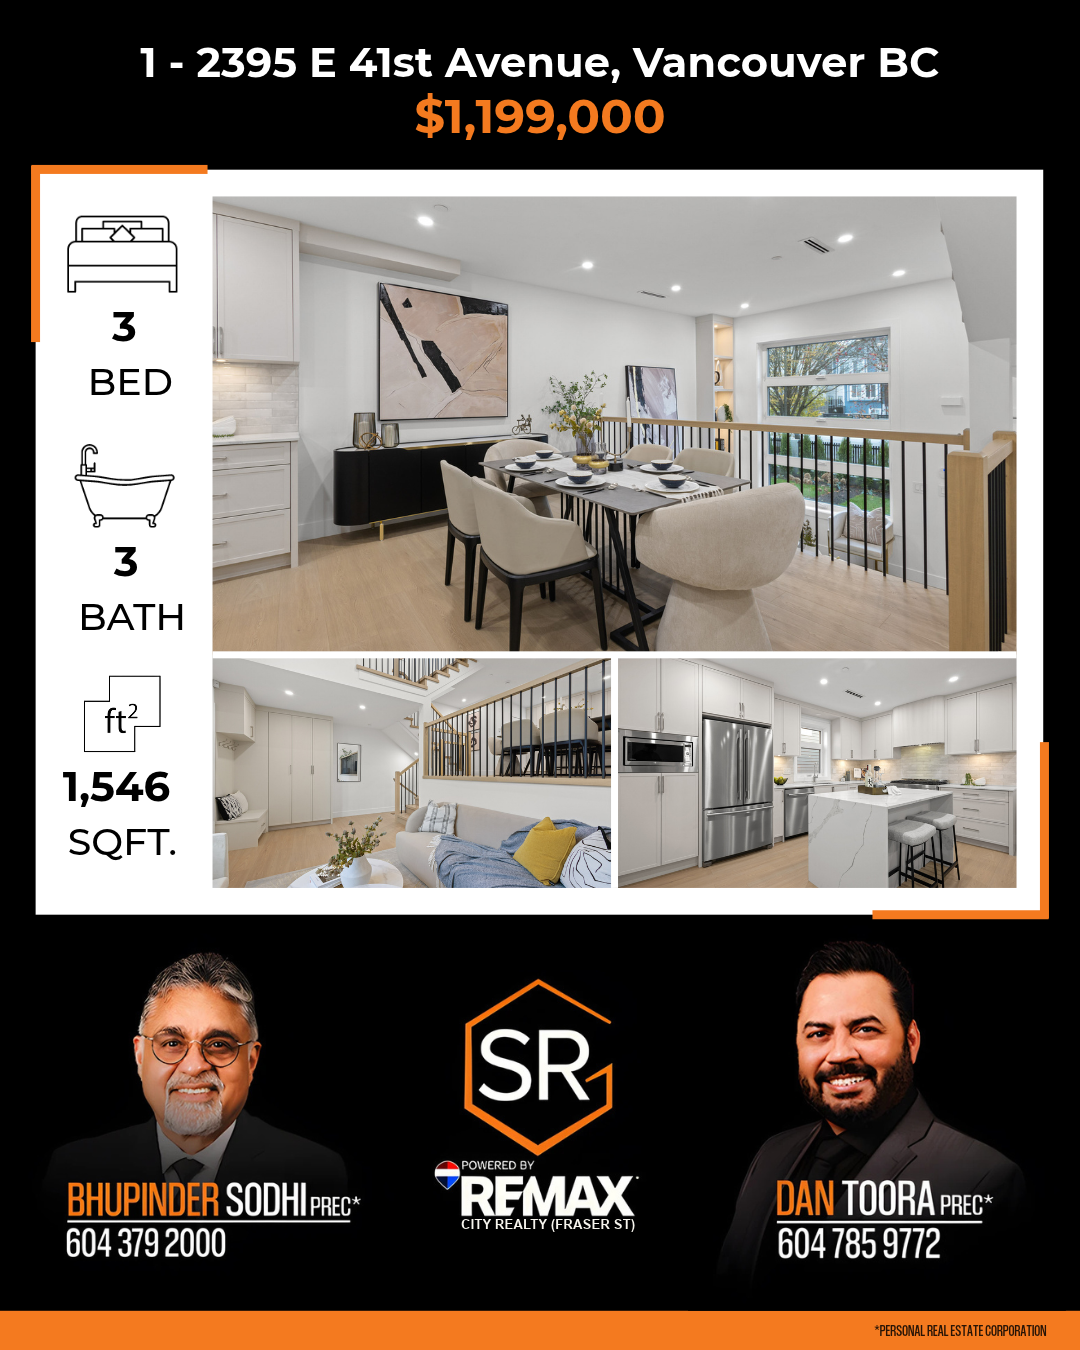 1 - 2395 E 41st Avenue, Vancouver BC
$1,199,000
3
BED
3
BATH
ft²
1,546
SQFT.
SR
POWERED BY
REMAX
CITY REALTY (FRASER ST)
BHUPINDER SODHI PREC*
604 379 2000
DAN TOORA PREC*
604 785 9772
*PERSONAL REAL ESTATE CORPORATION